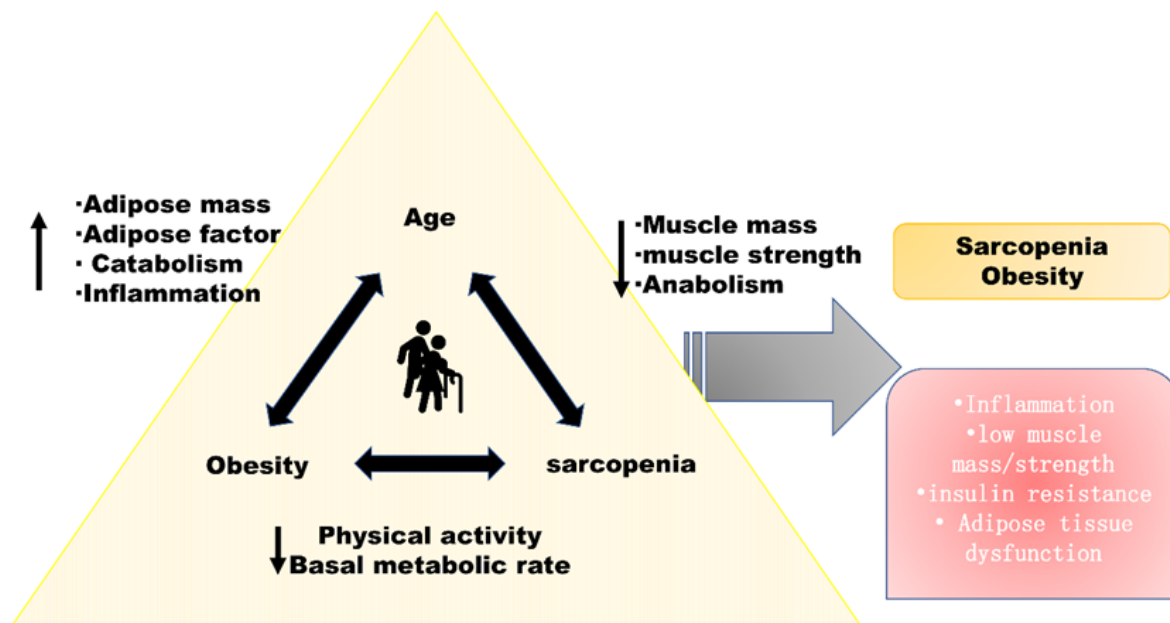 ·Adipose mass
·Adipose factor
· Catabolism
·Inflammation
Age
·Muscle mass
·muscle strength
·Anabolism
Obesity
sarcopenia
Physical activity
Basal metabolic rate
Sarcopenia
Obesity
•Inflammation
•low muscle
mass/strength
•insulin resistance
• Adipose tissue
dysfunction